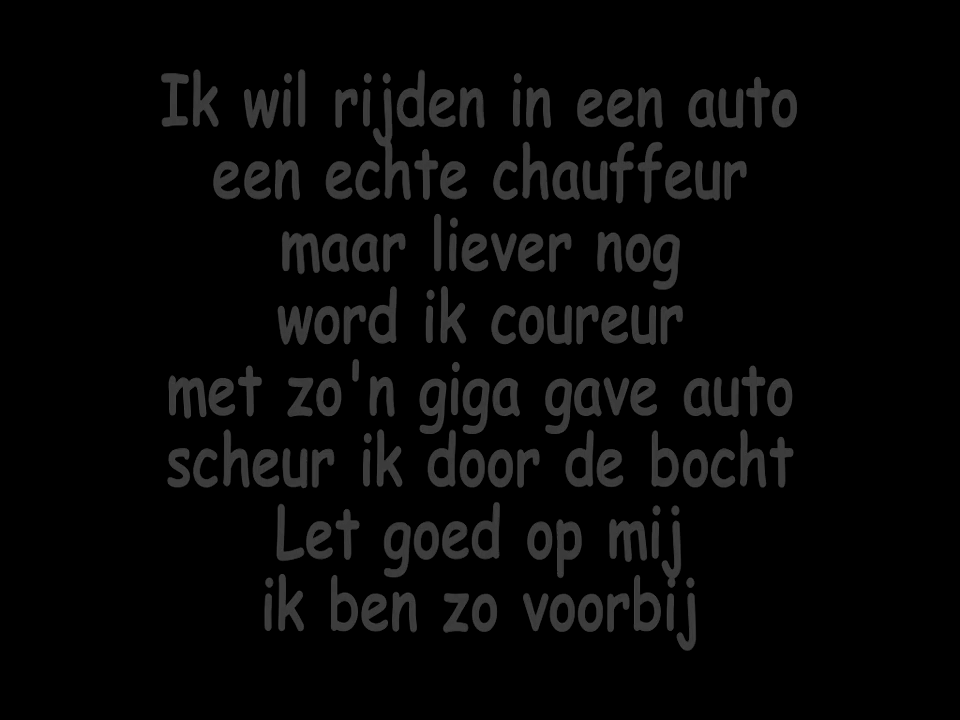 Ik wil rijden in een auto
een echte chauffeur
maar liever nog
word ik coureur
met zo'n giga gave auto
scheur ik door de bocht
Let goed op mij
ik ben zo voorbij